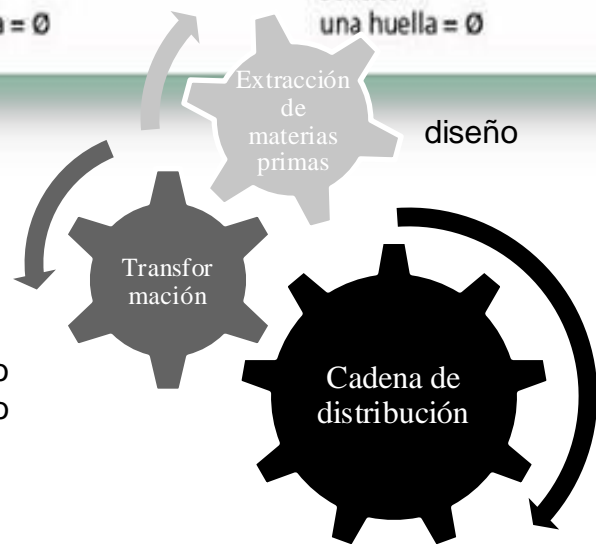 = Ø
una huella = Ø
Extracción
de
materias
primas
diseño
Transfor
mación
Cadena de
distribución